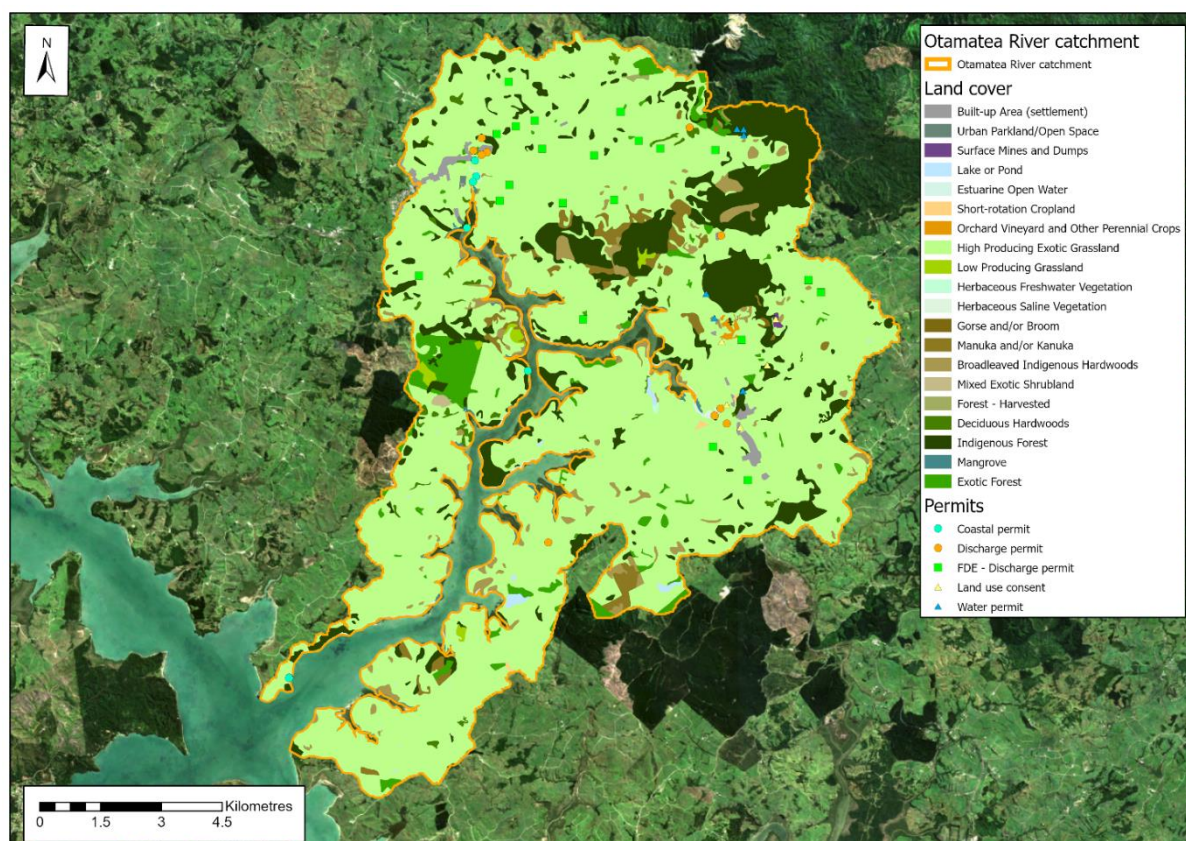 N
Otamatea River catchment
Otamatea River catchment
Land cover
Built-up Area (settlement)
Urban Parkland/Open Space
Surface Mines and Dumps
Lake or Pond
Estuarine Open Water
Short-rotation Cropland
Orchard Vineyard and Other Perennial Crops
High Producing Exotic Grassland
Low Producing Grassland
Herbaceous Freshwater Vegetation
Herbaceous Saline Vegetation
Gorse and/or Broom
Manuka and/or Kanuka
Broadleaved Indigenous Hardwoods
Mixed Exotic Shrubland
Forest - Harvested
Deciduous Hardwoods
Indigenous Forest
Mangrove
Exotic Forest
Permits
Coastal permit
Discharge permit
FDE - Discharge permit
Land use consent
Water permit
Kilometres
0 1.5 3 4.5